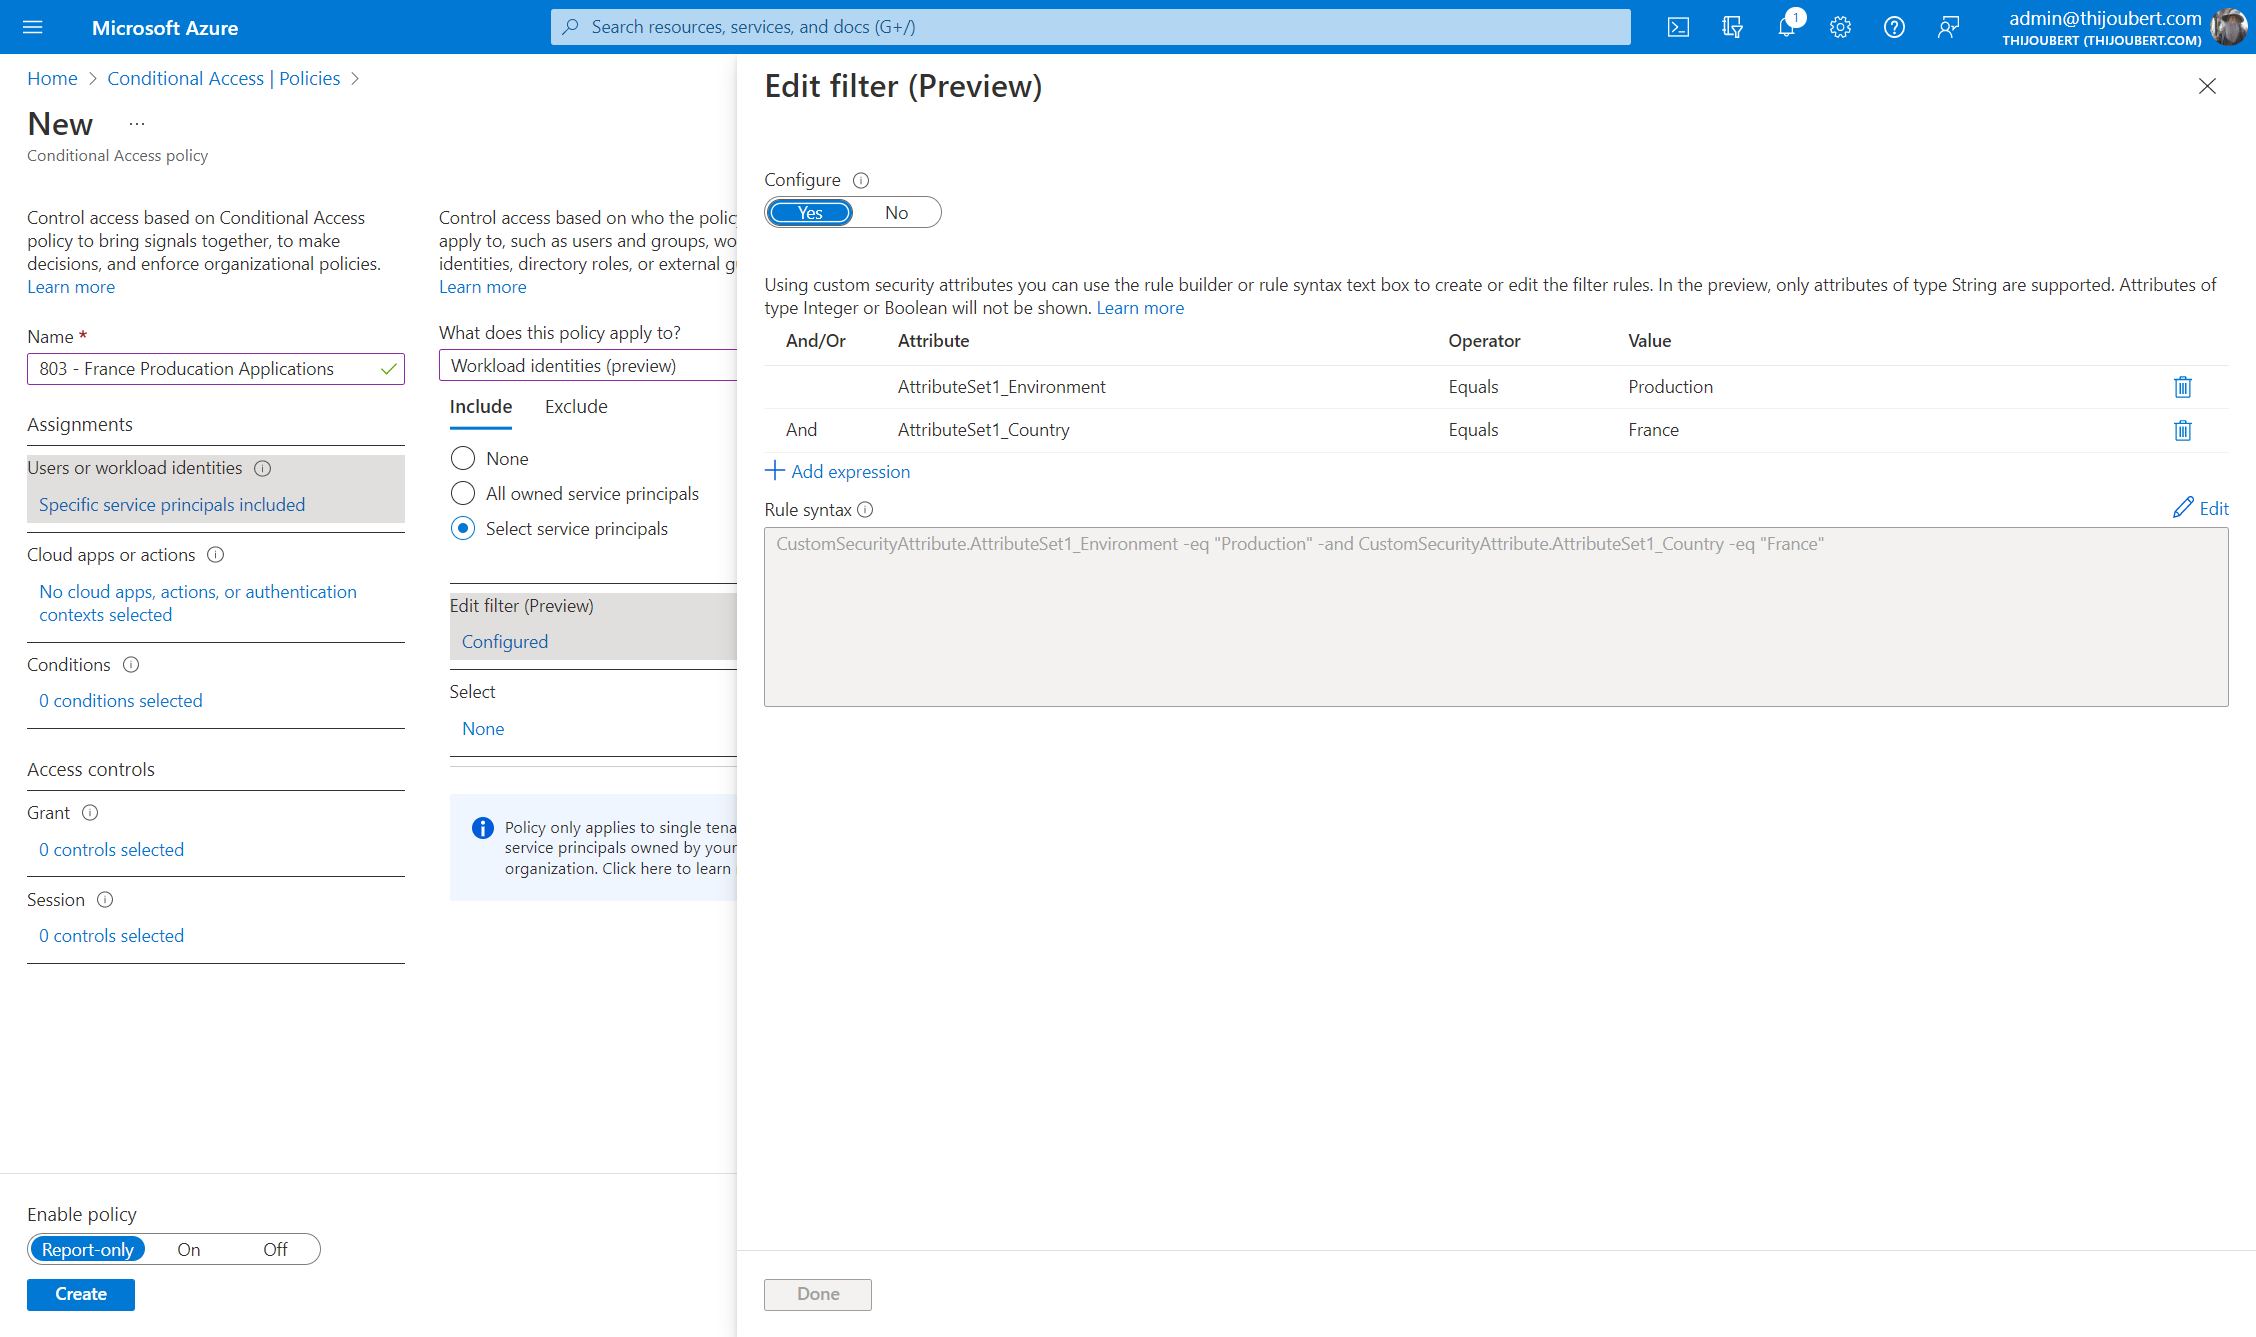 Microsoft Azure
Search resources, services, and docs (G+/)
1
admin@thijoubert.com
THIJOUBERT (THIJOUBERT.COM)
Home > Conditional Access | Policies >
New ...
Conditional Access policy
Control access based on Conditional Access
policy to bring signals together, to make
decisions, and enforce organizational policies.
Learn more
Name *
803 - France Producation Applications
Assignments
Users or workload identities
Specific service principals included
Cloud apps or actions
No cloud apps, actions, or authentication
contexts selected
Conditions
0 conditions selected
Access controls
Grant
0 controls selected
Session
0 controls selected
Enable policy
Report-only On Off
Create
Control access based on who the polic
apply to, such as users and groups, wo
identities, directory roles, or external g
Learn more
What does this policy apply to?
Workload identities (preview)
Include Exclude
None
All owned service principals
Select service principals
Edit filter (Preview)
Configured
Select
None
Policy only applies to single tena
service principals owned by your
organization. Click here to learn
Edit filter (Preview)
Configure
Yes No
Using custom security attributes you can use the rule builder or rule syntax text box to create or edit the filter rules. In the preview, only attributes of type String are supported. Attributes of
type Integer or Boolean will not be shown. Learn more
And/Or Attribute Operator Value
AttributeSet1_Environment Equals Production
And AttributeSet1_Country Equals France
Add expression
Rule syntax
Edit
CustomSecurityAttribute.AttributeSet1_Environment -eq "Production" -and CustomSecurityAttribute.AttributeSet1_Country -eq "France"
Done